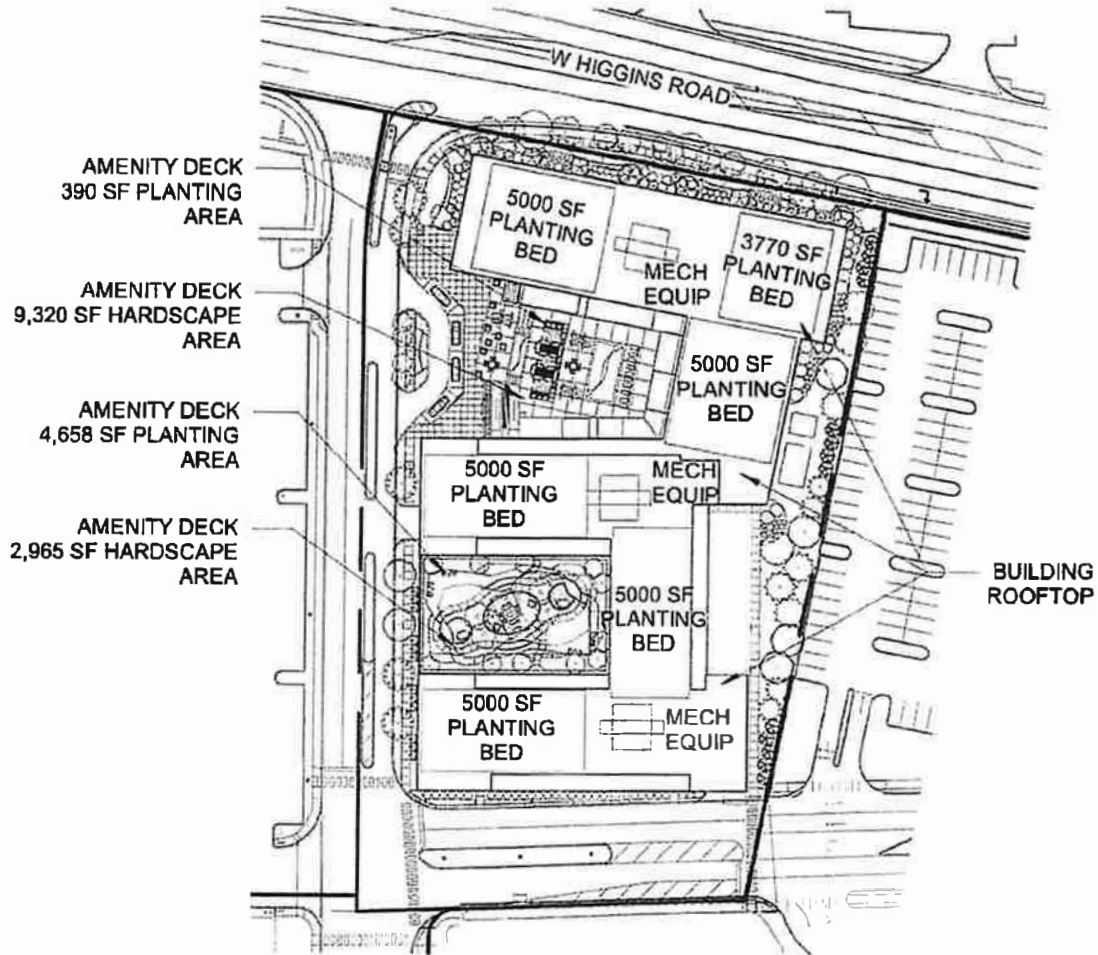 W HIGGINS ROAD
AMENITY DECK
390 SF PLANTING
AREA
AMENITY DECK
9,320 SF HARDSCAPE
AREA
AMENITY DECK
4,658 SF PLANTING
AREA
AMENITY DECK
2,965 SF HARDSCAPE
AREA
5000 SF
PLANTING
BED
MECH
EQUIP
3770 SF
PLANTING
BED
5000 SF
PLANTING
BED
5000 SF
PLANTING
BED
MECH
EQUIP
5000 SF
PLANTING
BED
5000 SF
PLANTING
BED
MECH
EQUIP
BUILDING
ROOFTOP